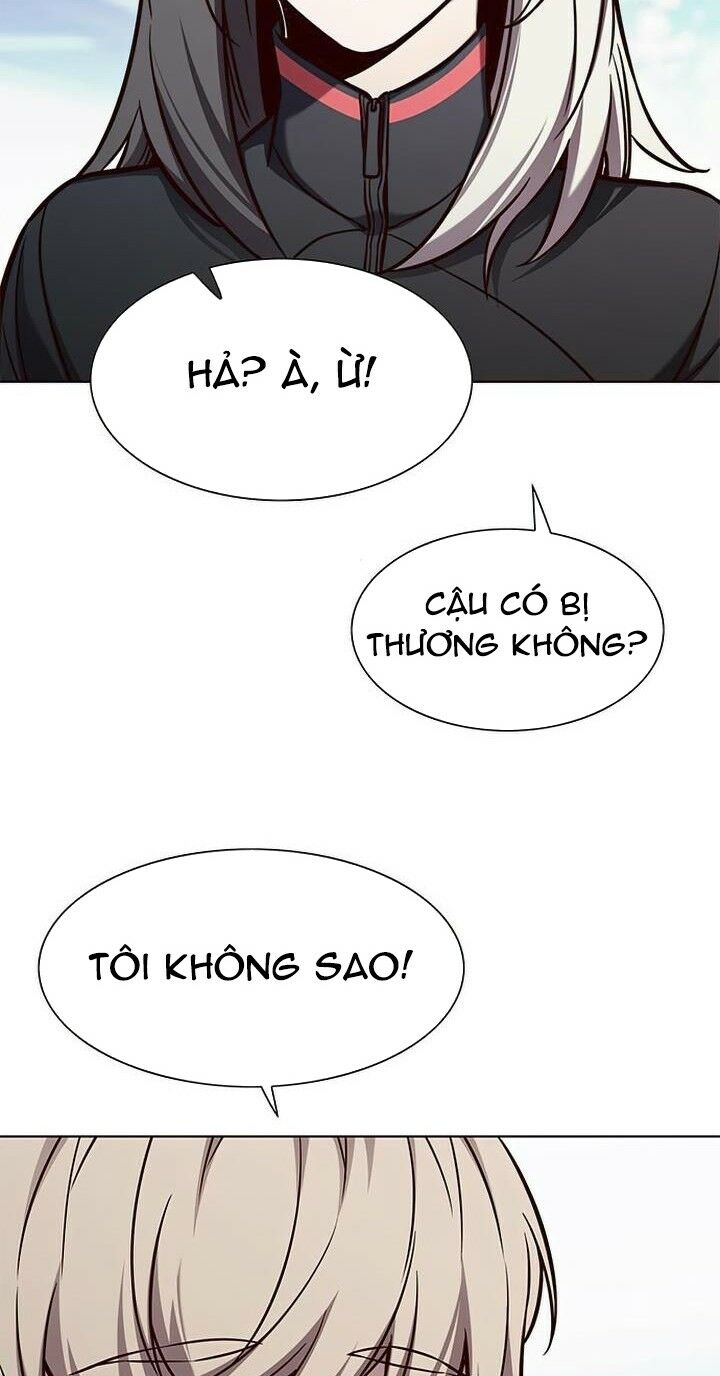 HẢ? À, Ừ!
CẬU CÓ BỊ
THƯƠNG KHÔNG?
TÔI KHÔNG SAO!